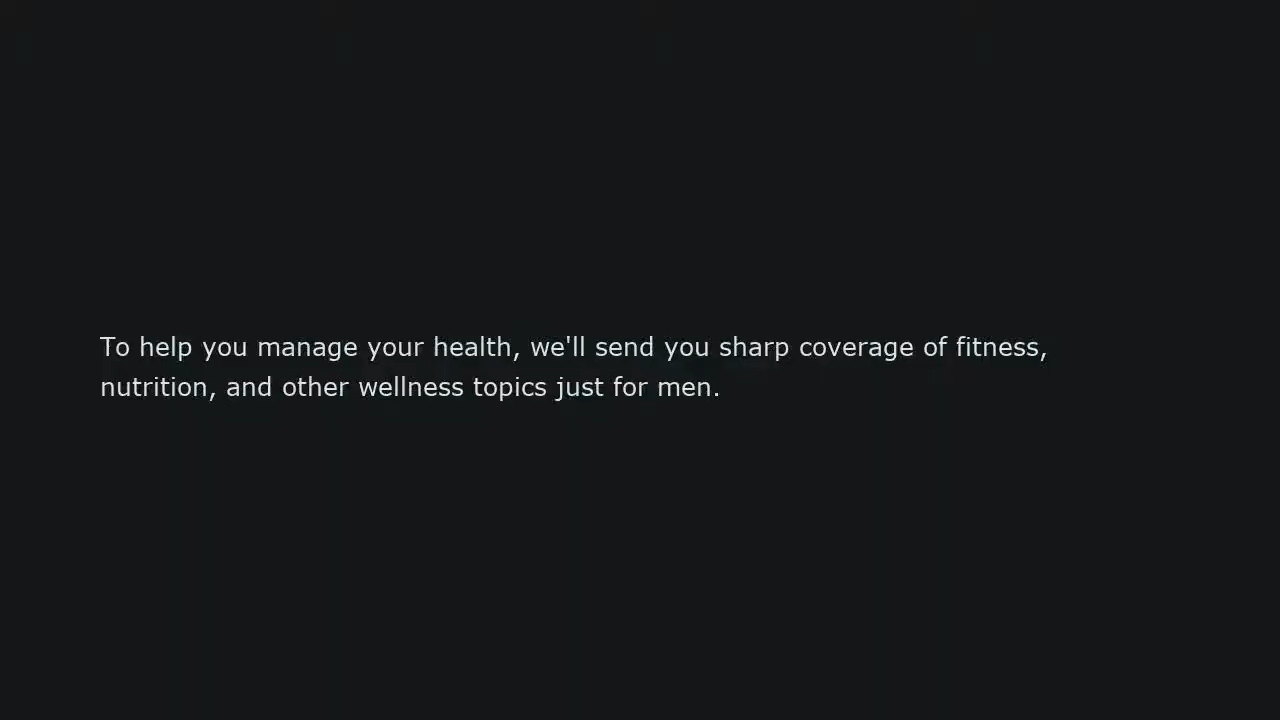 To help you manage your health, we'll send you sharp coverage of fitness,
nutrition, and other wellness topics just for men.